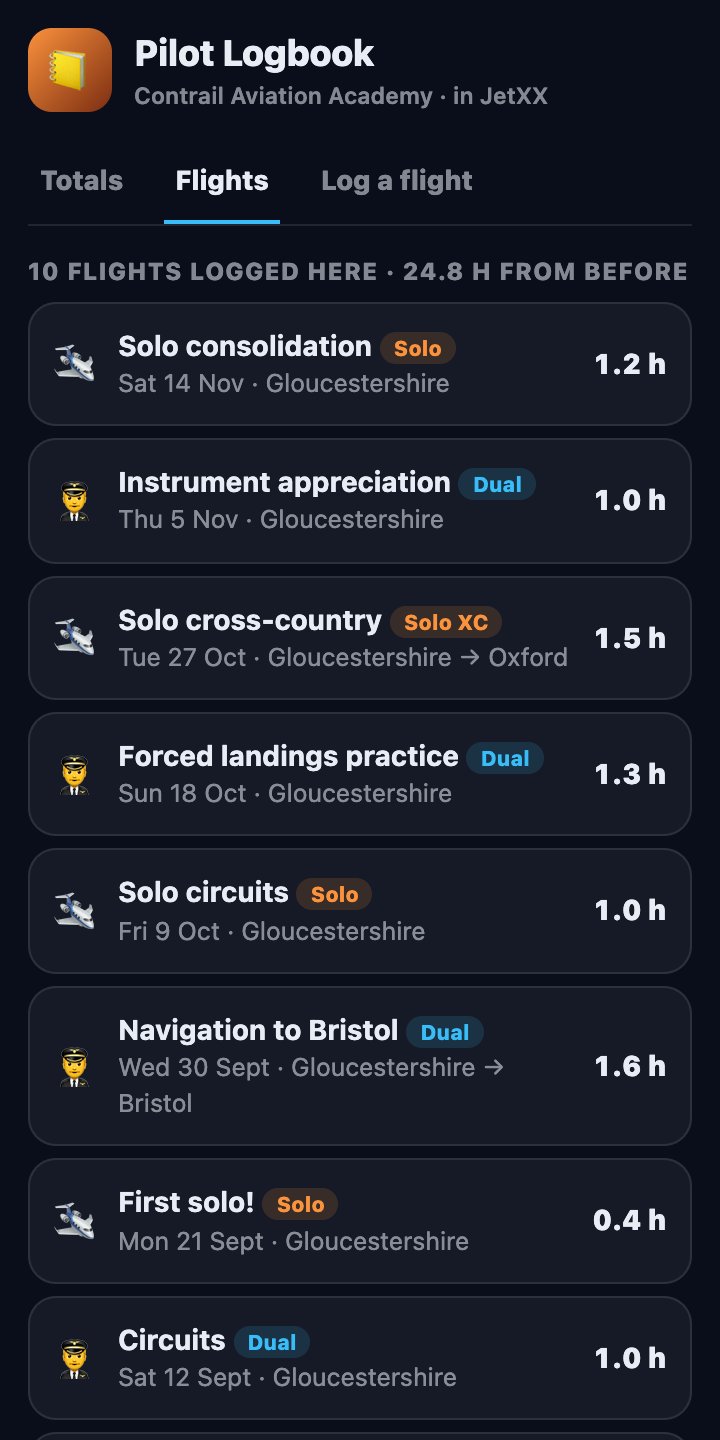 Pilot Logbook
Contrail Aviation Academy · in JetXX
Totals
Flights
Log a flight
10 FLIGHTS LOGGED HERE · 24.8 H FROM BEFORE
Solo consolidation Solo
Sat 14 Nov · Gloucestershire
1.2 h
Instrument appreciation Dual
Thu 5 Nov · Gloucestershire
1.0 h
Solo cross-country Solo XC
Tue 27 Oct · Gloucestershire → Oxford
1.5 h
Forced landings practice Dual
Sun 18 Oct · Gloucestershire
1.3 h
Solo circuits Solo
Fri 9 Oct · Gloucestershire
1.0 h
Navigation to Bristol Dual
Wed 30 Sept · Gloucestershire →
Bristol
1.6 h
First solo! Solo
Mon 21 Sept · Gloucestershire
0.4 h
Circuits Dual
Sat 12 Sept · Gloucestershire
1.0 h